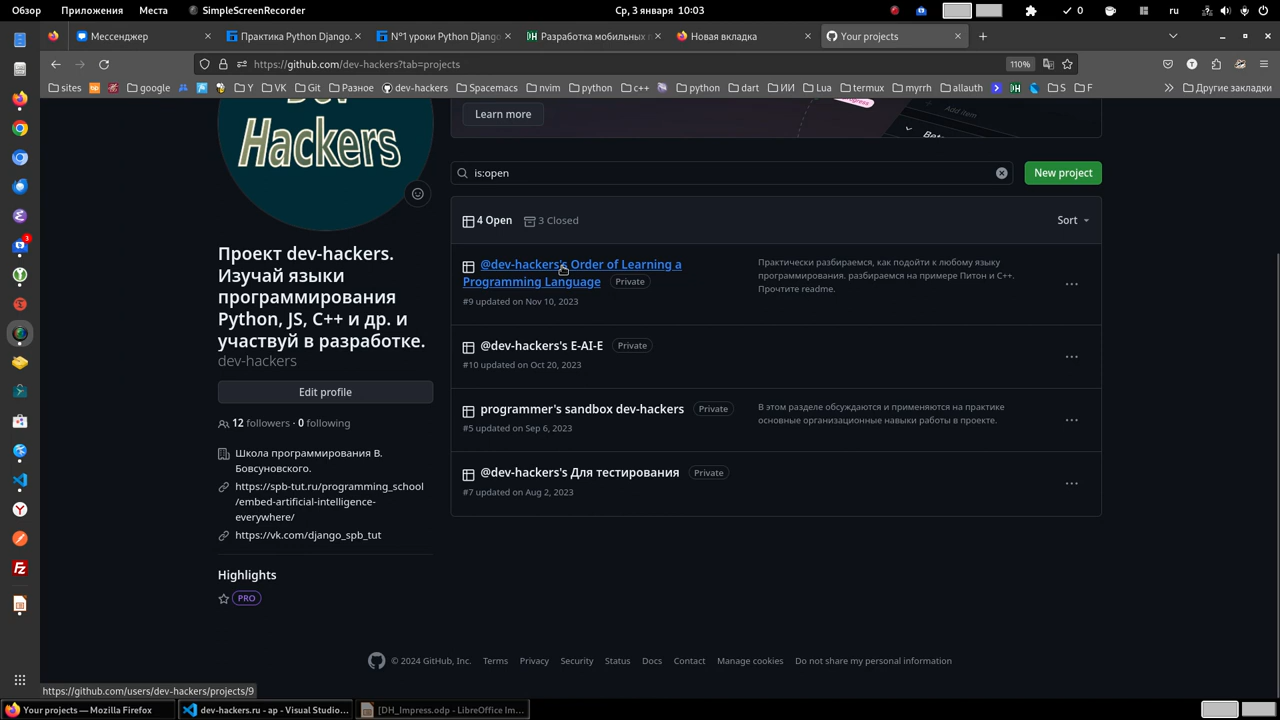 Обзор Приложения Места SimpleScreenRecorder Ср, 3 января 10:03 0 ru
Мессенджер Практика Python Django. N°1 уроки Python Django Разработка мобильных Новая вкладка Your projects
https://github.com/dev-hackers?tab=projects 110%
sites google Y VK Git Разное dev-hackers Spacemacs nvim python c++ python dart ИИ Lua termux myrrh allauth S F Другие закладки
Dev
Hackers
Learn more
Add item
is:open
New project
4 Open 3 Closed Sort
@dev-hackers's Order of Learning a
Programming Language Private
#9 updated on Nov 10, 2023
Практически разбираемся, как подойти к любому языку
программирования. разбираемся на примере Питон и С++.
Прочтите readme.
@dev-hackers's E-AI-E Private
#10 updated on Oct 20, 2023
programmer's sandbox dev-hackers Private
#5 updated on Sep 6, 2023
В этом разделе обсуждаются и применяются на практике
основные организационные навыки работы в проекте.
@dev-hackers's Для тестирования Private
#7 updated on Aug 2, 2023
Проект dev-hackers.
Изучай языки
программирования
Python, JS, C++ и др. и
участвуй в разработке.
dev-hackers
Edit profile
12 followers · 0 following
Школа программирования В.
Бовсуновского.
https://spb-tut.ru/programming_school
/embed-artificial-intelligence-
everywhere/
https://vk.com/django_spb_tut
Highlights
PRO
© 2024 GitHub, Inc. Terms Privacy Security Status Docs Contact Manage cookies Do not share my personal information
https://github.com/users/dev-hackers/projects/9
Your projects — Mozilla Firefox dev-hackers.ru - ap - Visual Studio... [DH_Impress.odp - LibreOffice Im...